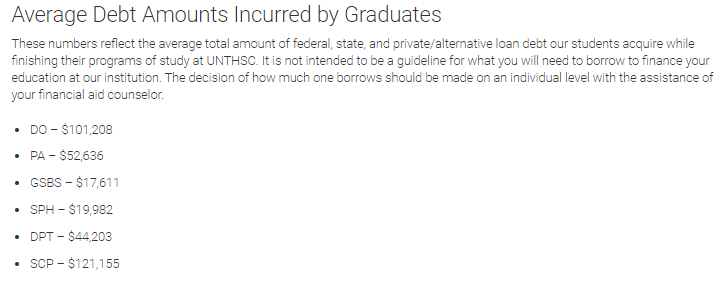 Average Debt Amounts Incurred by Graduates
These numbers reflect the average total amount of federal, state, and private/alternative loan debt our students acquire while
finishing their programs of study at UNTHSC. It is not intended to be a guideline for what you will need to borrow to finance your
education at our institution. The decision of how much one borrows should be made on an individual level with the assistance of
your financial aid counselor.
• DO – $101,208
• PA – $52,636
• GSBS – $17,611
• SPH – $19,982
• DPT – $44,203
• SCP – $121,155